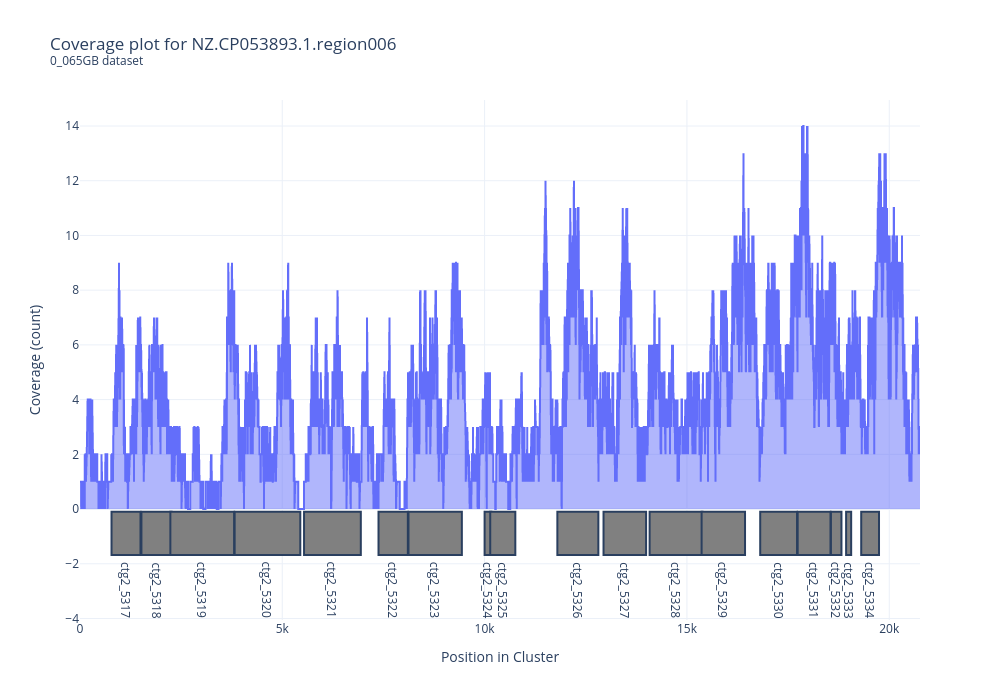 Coverage plot for NZ.CP053893.1.region006
0_065GB dataset
14
12
10
8
6
4
2
0
−2
−4
Coverage (count)
ctg2_5317
ctg2_5318
ctg2_5319
ctg2_5320
ctg2_5321
ctg2_5322
ctg2_5323
ctg2_5324
ctg2_5325
ctg2_5326
ctg2_5327
ctg2_5328
ctg2_5329
ctg2_5330
ctg2_5331
ctg2_5332
ctg2_5333
ctg2_5334
0
5k
10k
15k
20k
Position in Cluster